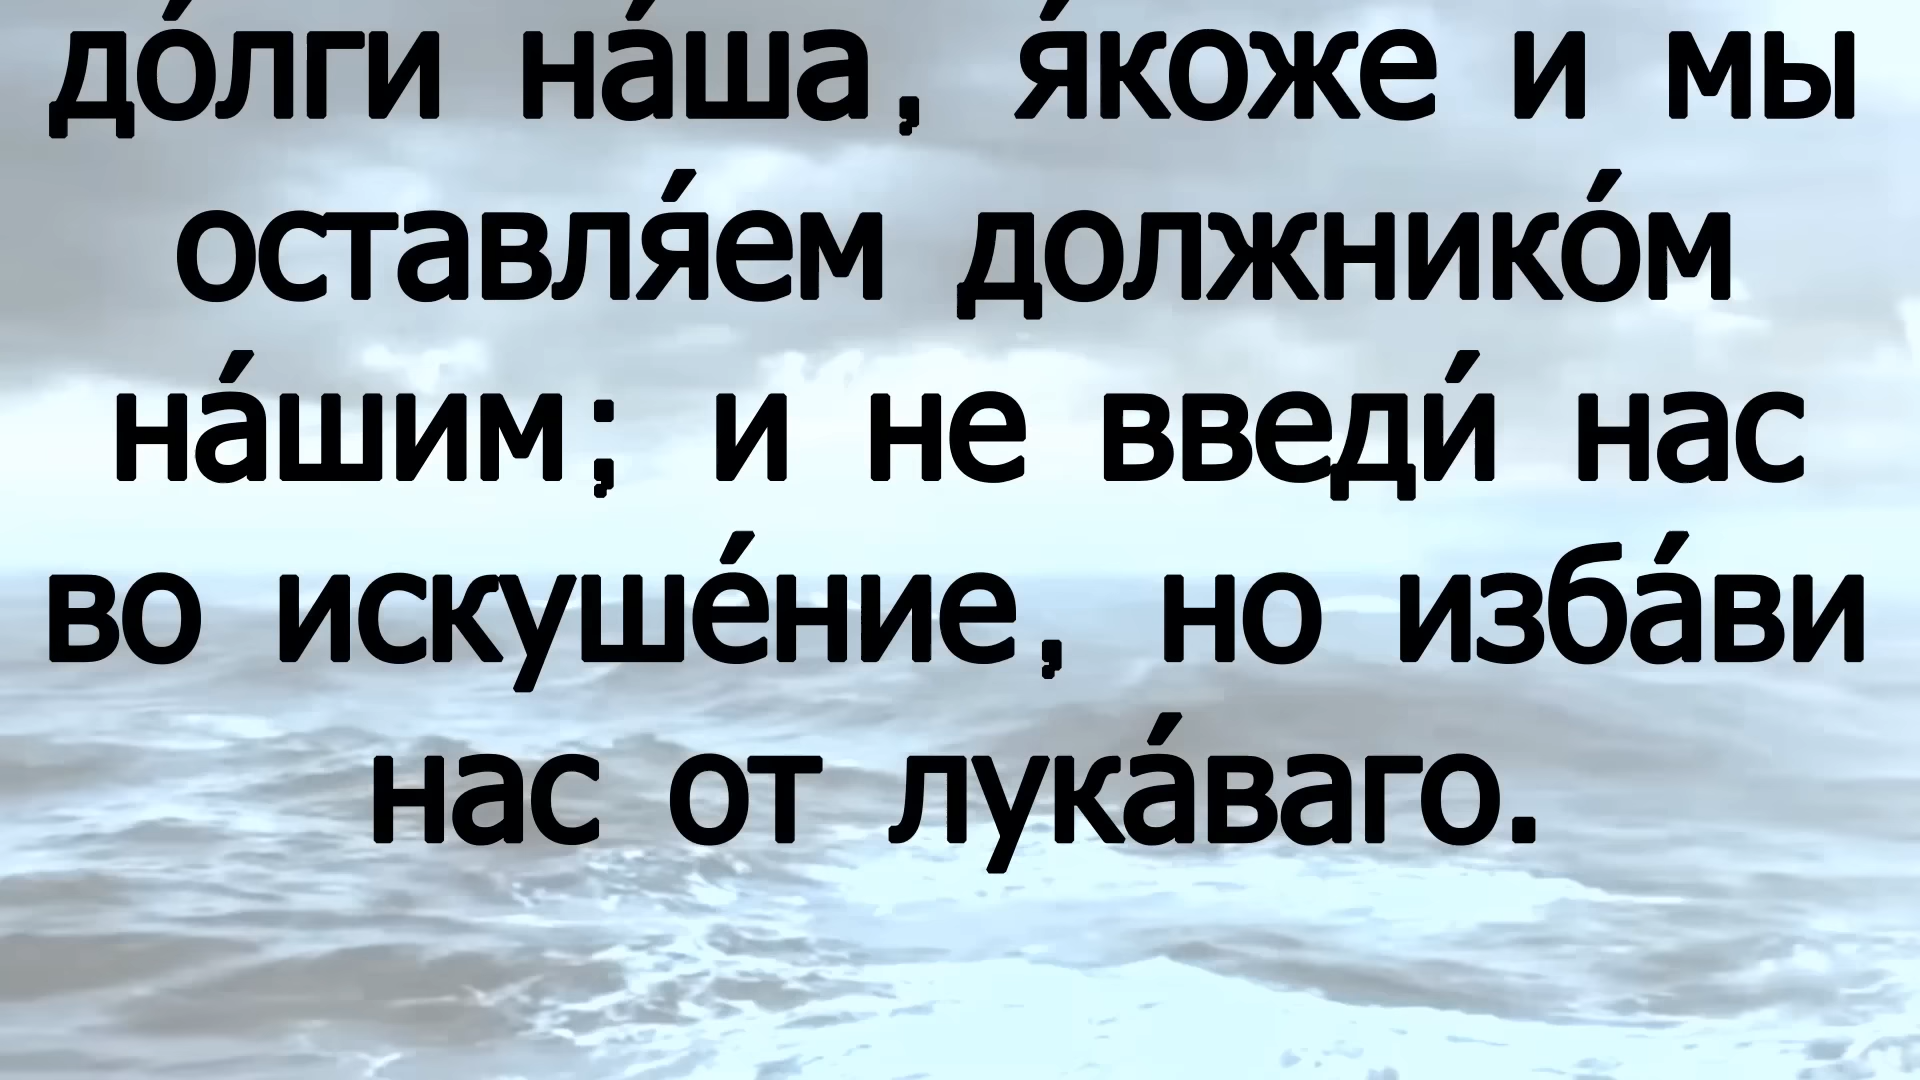 до́лги на́ша, я́коже и мы
оставля́ем должнико́м
на́шим; и не введи́ нас
во искуше́ние, но изба́ви
нас от лука́ваго.